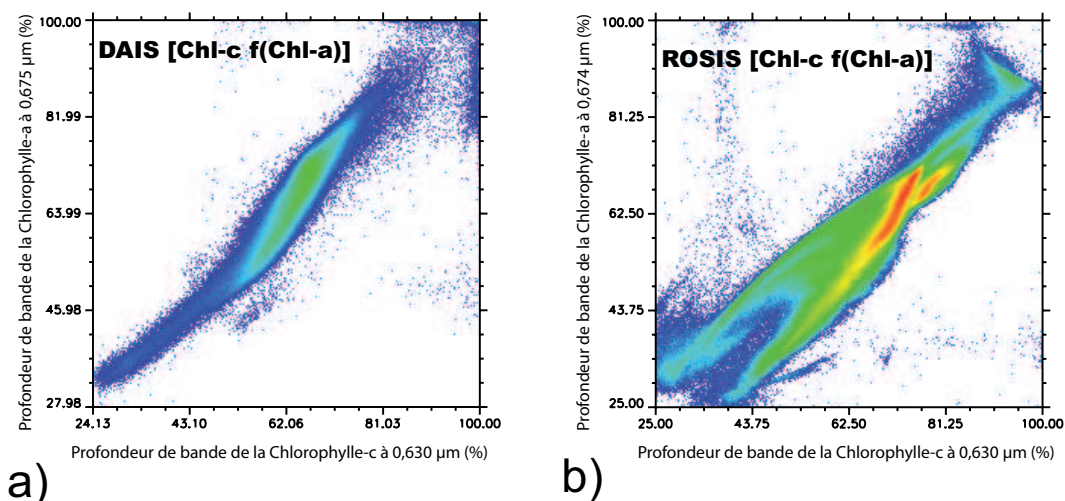 DAIS [Chl-c f(Chl-a)]
Profondeur de bande de la Chlorophylle-a à 0,675 µm (%)
100.00
81.99
63.99
45.98
27.98
24.13 43.10 62.06 81.03 100.00
Profondeur de bande de la Chlorophylle-c à 0,630 µm (%)
a)
ROSIS [Chl-c f(Chl-a)]
Profondeur de bande de la Chlorophylle-a à 0,674 µm (%)
100.00
81.25
62.50
43.75
25.00
25.00 43.75 62.50 81.25 100.00
Profondeur de bande de la Chlorophylle-c à 0,630 µm (%)
b)